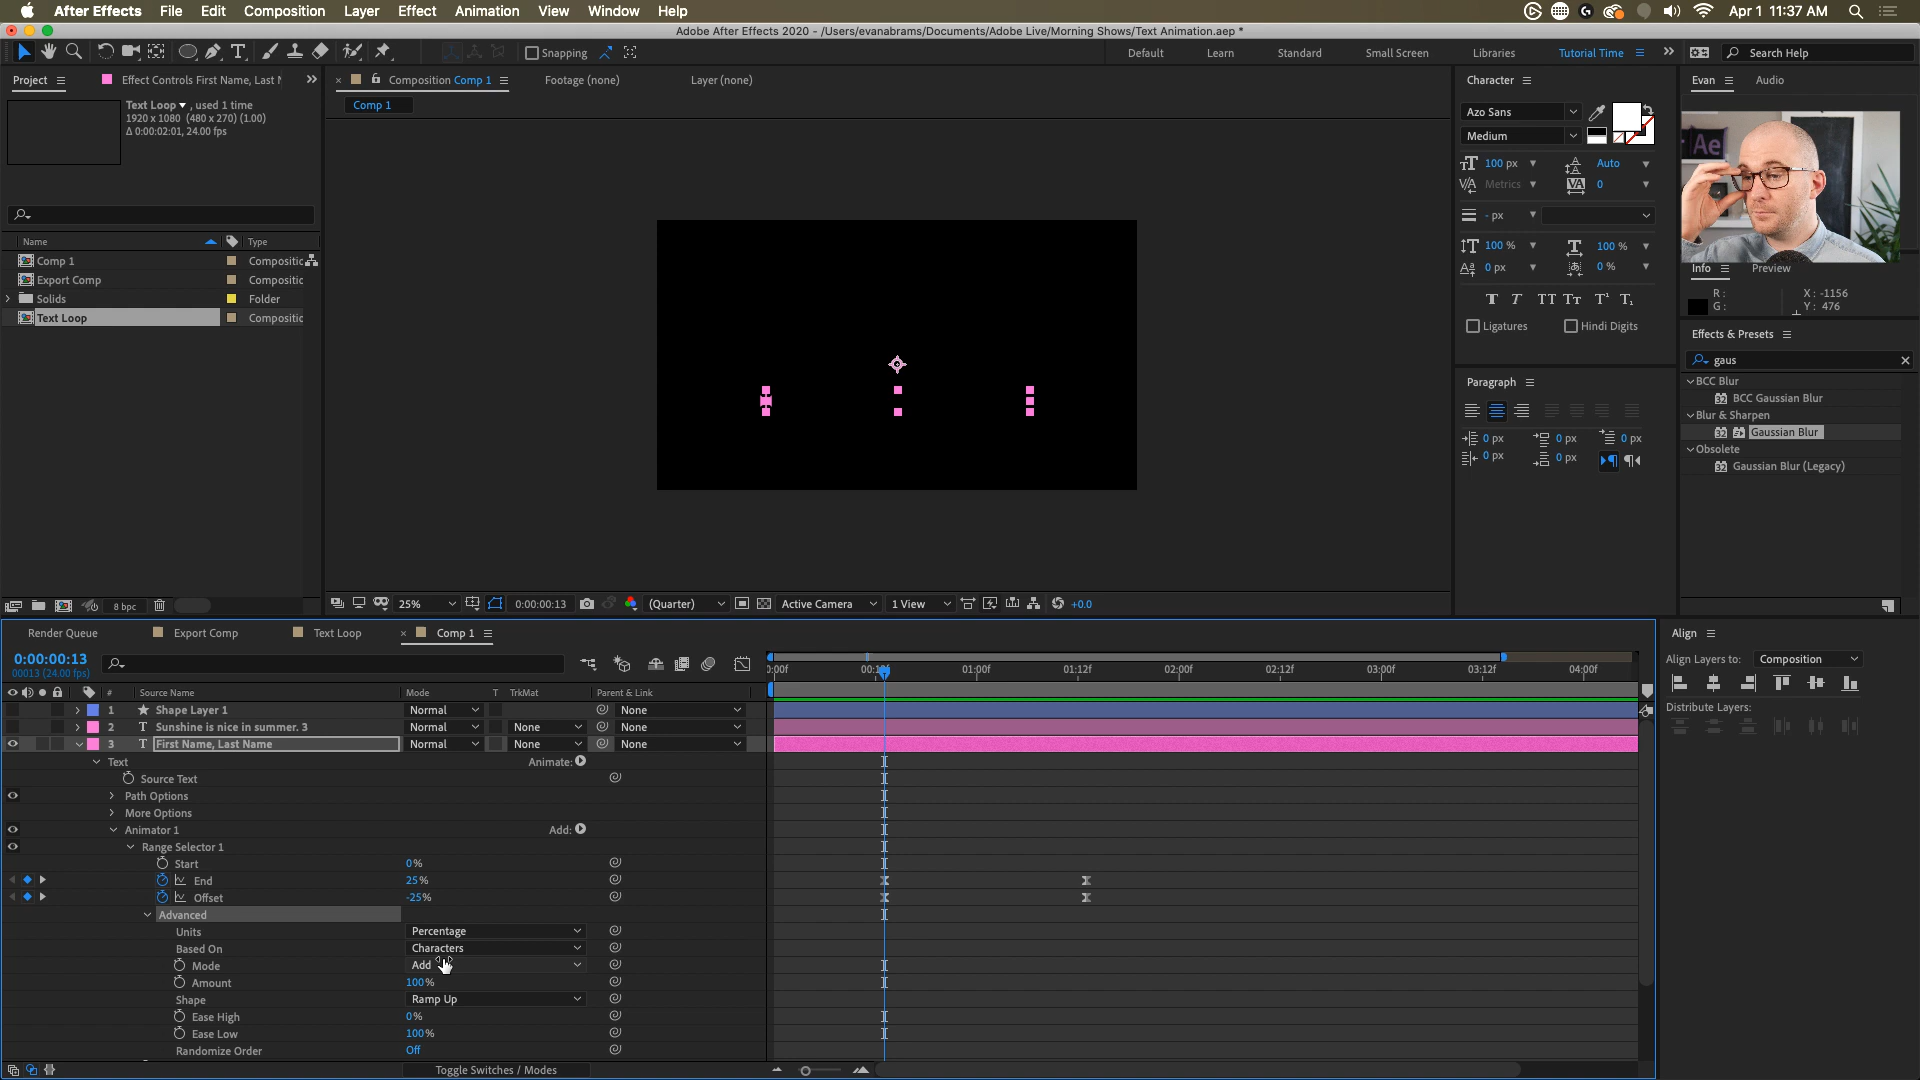 After Effects File Edit Composition Layer Effect Animation View Window Help Apr 1 11:37 AM
Adobe After Effects 2020 - /Users/evanabrams/Documents/Adobe Live/Morning Shows/Text Animation.aep *
Snapping Default Learn Standard Small Screen Libraries Tutorial Time Search Help
Project Effect Controls First Name, Last N Composition Comp 1 Footage (none) Layer (none) Character Evan Audio
Text Loop , used 1 time
1920 x 1080 (480 x 270) (1.00)
Δ 0:00:02:01, 24.00 fps
Comp 1
Azo Sans
Medium
Ae
100 px Auto
Metrics 0
- px
100 % 100 %
0 px 0 %
Ligatures Hindi Digits
Info Preview
R: X: -1156
G: Y: 476
Effects & Presets
gaus
BCC Blur
BCC Gaussian Blur
Blur & Sharpen
Gaussian Blur
Obsolete
Gaussian Blur (Legacy)
Paragraph
0 px 0 px 0 px
0 px 0 px
Name Type
Comp 1 Compositic
Export Comp Compositic
Solids Folder
Text Loop Compositic
8 bpc
25% 0:00:00:13 (Quarter) Active Camera 1 View +0.0
Render Queue Export Comp Text Loop Comp 1
0:00:00:13
00013 (24.00 fps)
Source Name Mode T TrkMat Parent & Link
:00f 00:12f 01:00f 01:12f 02:00f 02:12f 03:00f 03:12f 04:00f
1 Shape Layer 1 Normal None
2 T Sunshine is nice in summer. 3 Normal None None
3 T First Name, Last Name Normal None None
Text Animate:
Source Text
Path Options
More Options
Animator 1 Add:
Range Selector 1
Start 0%
End 25%
Offset -25%
Advanced
Units Percentage
Based On Characters
Mode Add
Amount 100%
Shape Ramp Up
Ease High 0%
Ease Low 100%
Randomize Order Off
Toggle Switches / Modes
Align
Align Layers to: Composition
Distribute Layers: